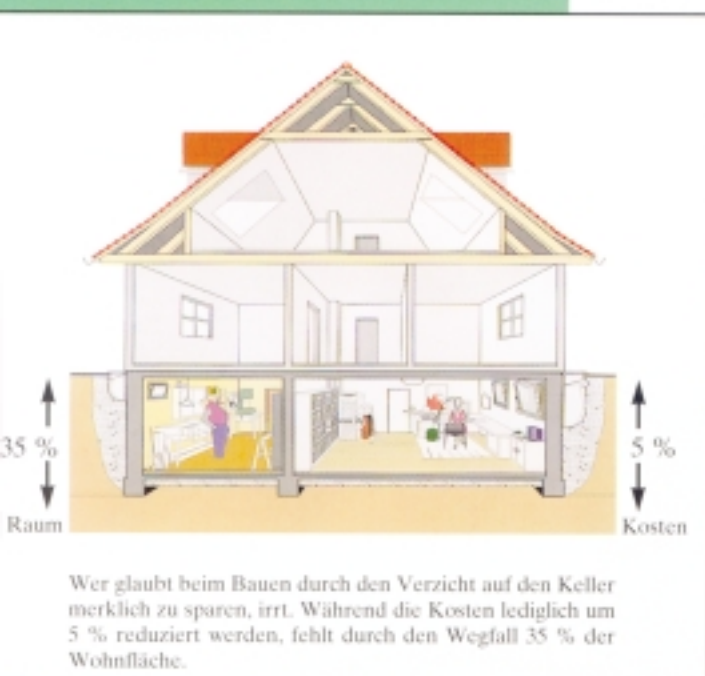 35 %
Raum
5 %
Kosten
Wer glaubt beim Bauen durch den Verzicht auf den Keller
merklich zu sparen, irrt. Während die Kosten lediglich um
5 % reduziert werden, fehlt durch den Wegfall 35 % der
Wohnfläche.